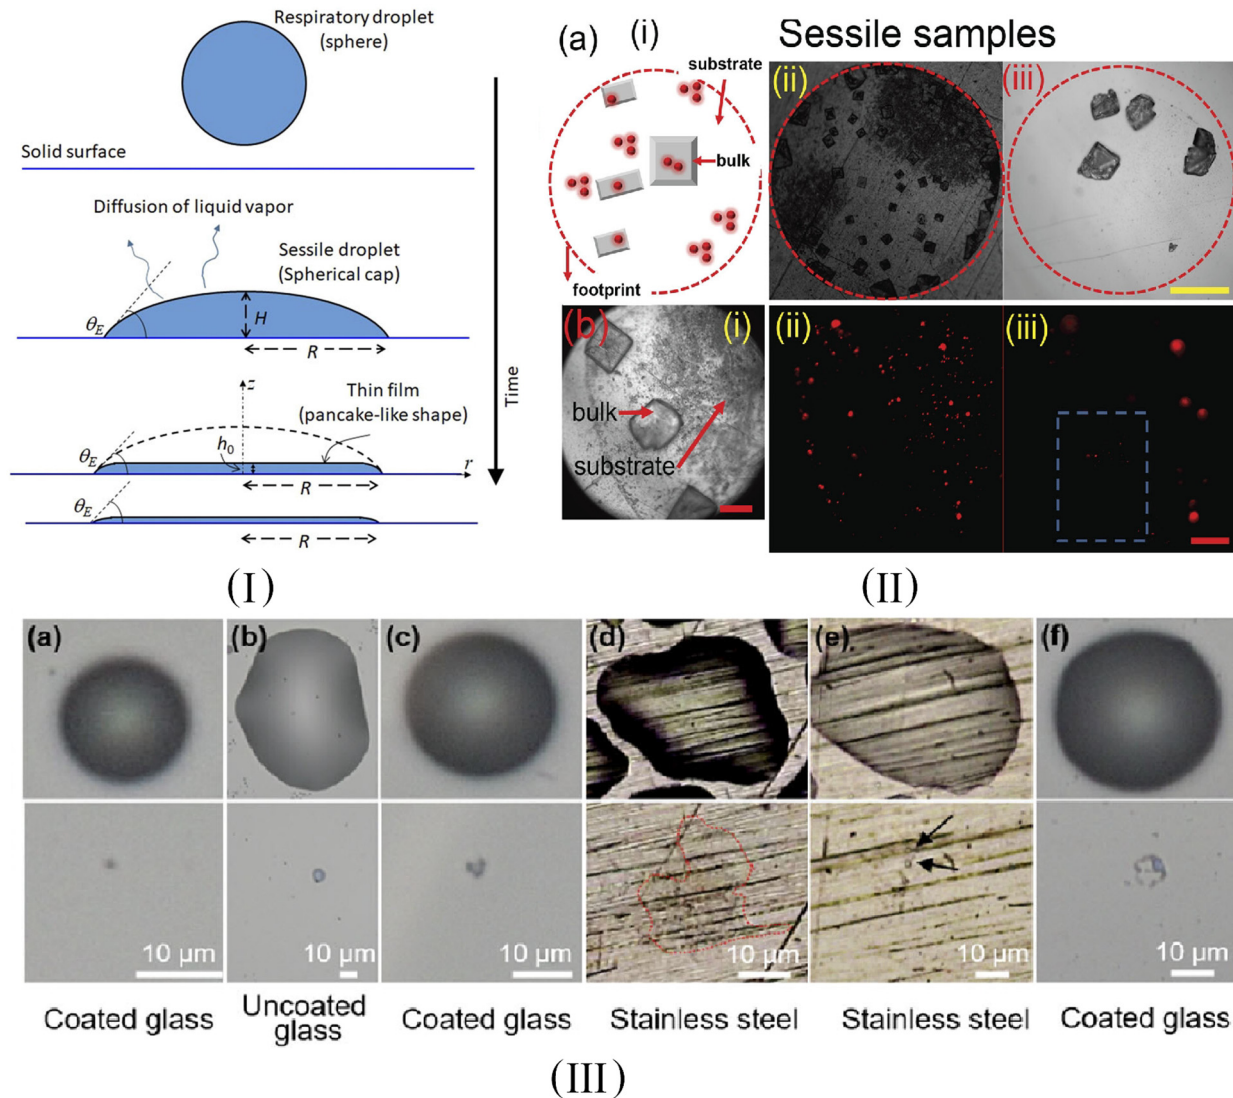 Respiratory droplet
(sphere)
Solid surface
Diffusion of liquid vapor
Sessile droplet
(Spherical cap)
θE
H
R
z
Thin film
(pancake-like shape)
θE
h0
r
R
θE
R
Time
(I)
Sessile samples
(a)
(i)
substrate
bulk
footprint
(ii)
(iii)
(b)
(i)
bulk
substrate
(ii)
(iii)
(II)
(a)
(b)
(c)
(d)
(e)
(f)
10 μm
10 μm
10 μm
10 μm
10 μm
10 μm
Coated glass
Uncoated
glass
Coated glass
Stainless steel
Stainless steel
Coated glass
(III)